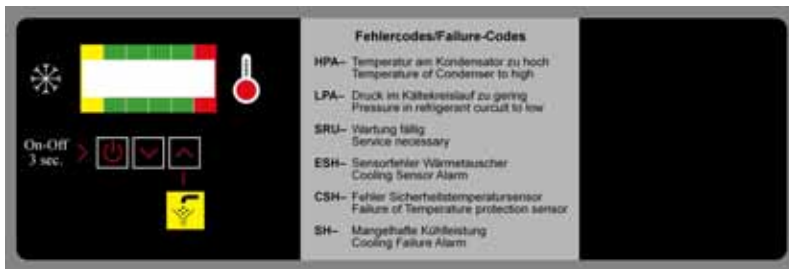 On-Off
3 sec.
Fehlercodes/Failure-Codes
HPA– Temperatur am Kondensator zu hoch
Temperature of Condenser to high
LPA– Druck im Kältekreislauf zu gering
Pressure in refrigerant curcuit to low
SRU– Wartung fällig
Service necessary
ESH– Sensorfehler Wärmetauscher
Cooling Sensor Alarm
CSH– Fehler Sicherheitstemperatursensor
Failure of Temperature protection sensor
SH– Mangelhafte Kühlleistung
Cooling Failure Alarm